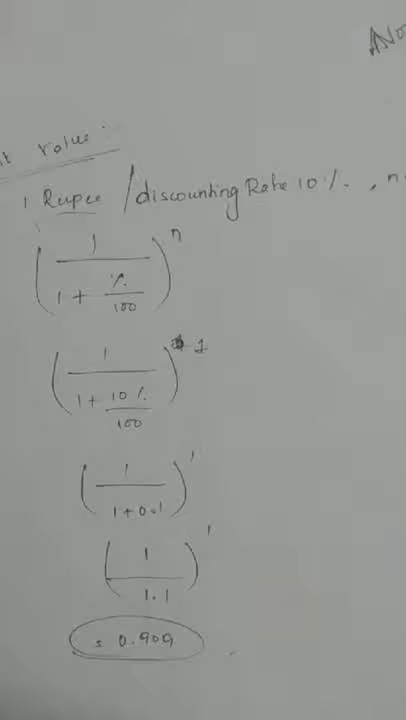 Value
1 Rupee / discounting Rate 10 %. , n
( 1 / 1 + %/100 )^n
( 1 / 1 + 10 %/100 )^1
( 1 / 1 + 0.1 )^1
( 1 / 1.1 )^1
= 0.909